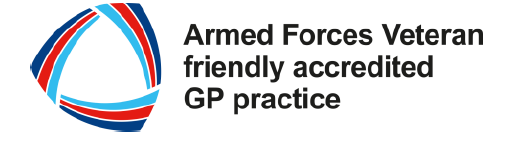 Armed Forces Veteran
friendly accredited
GP practice